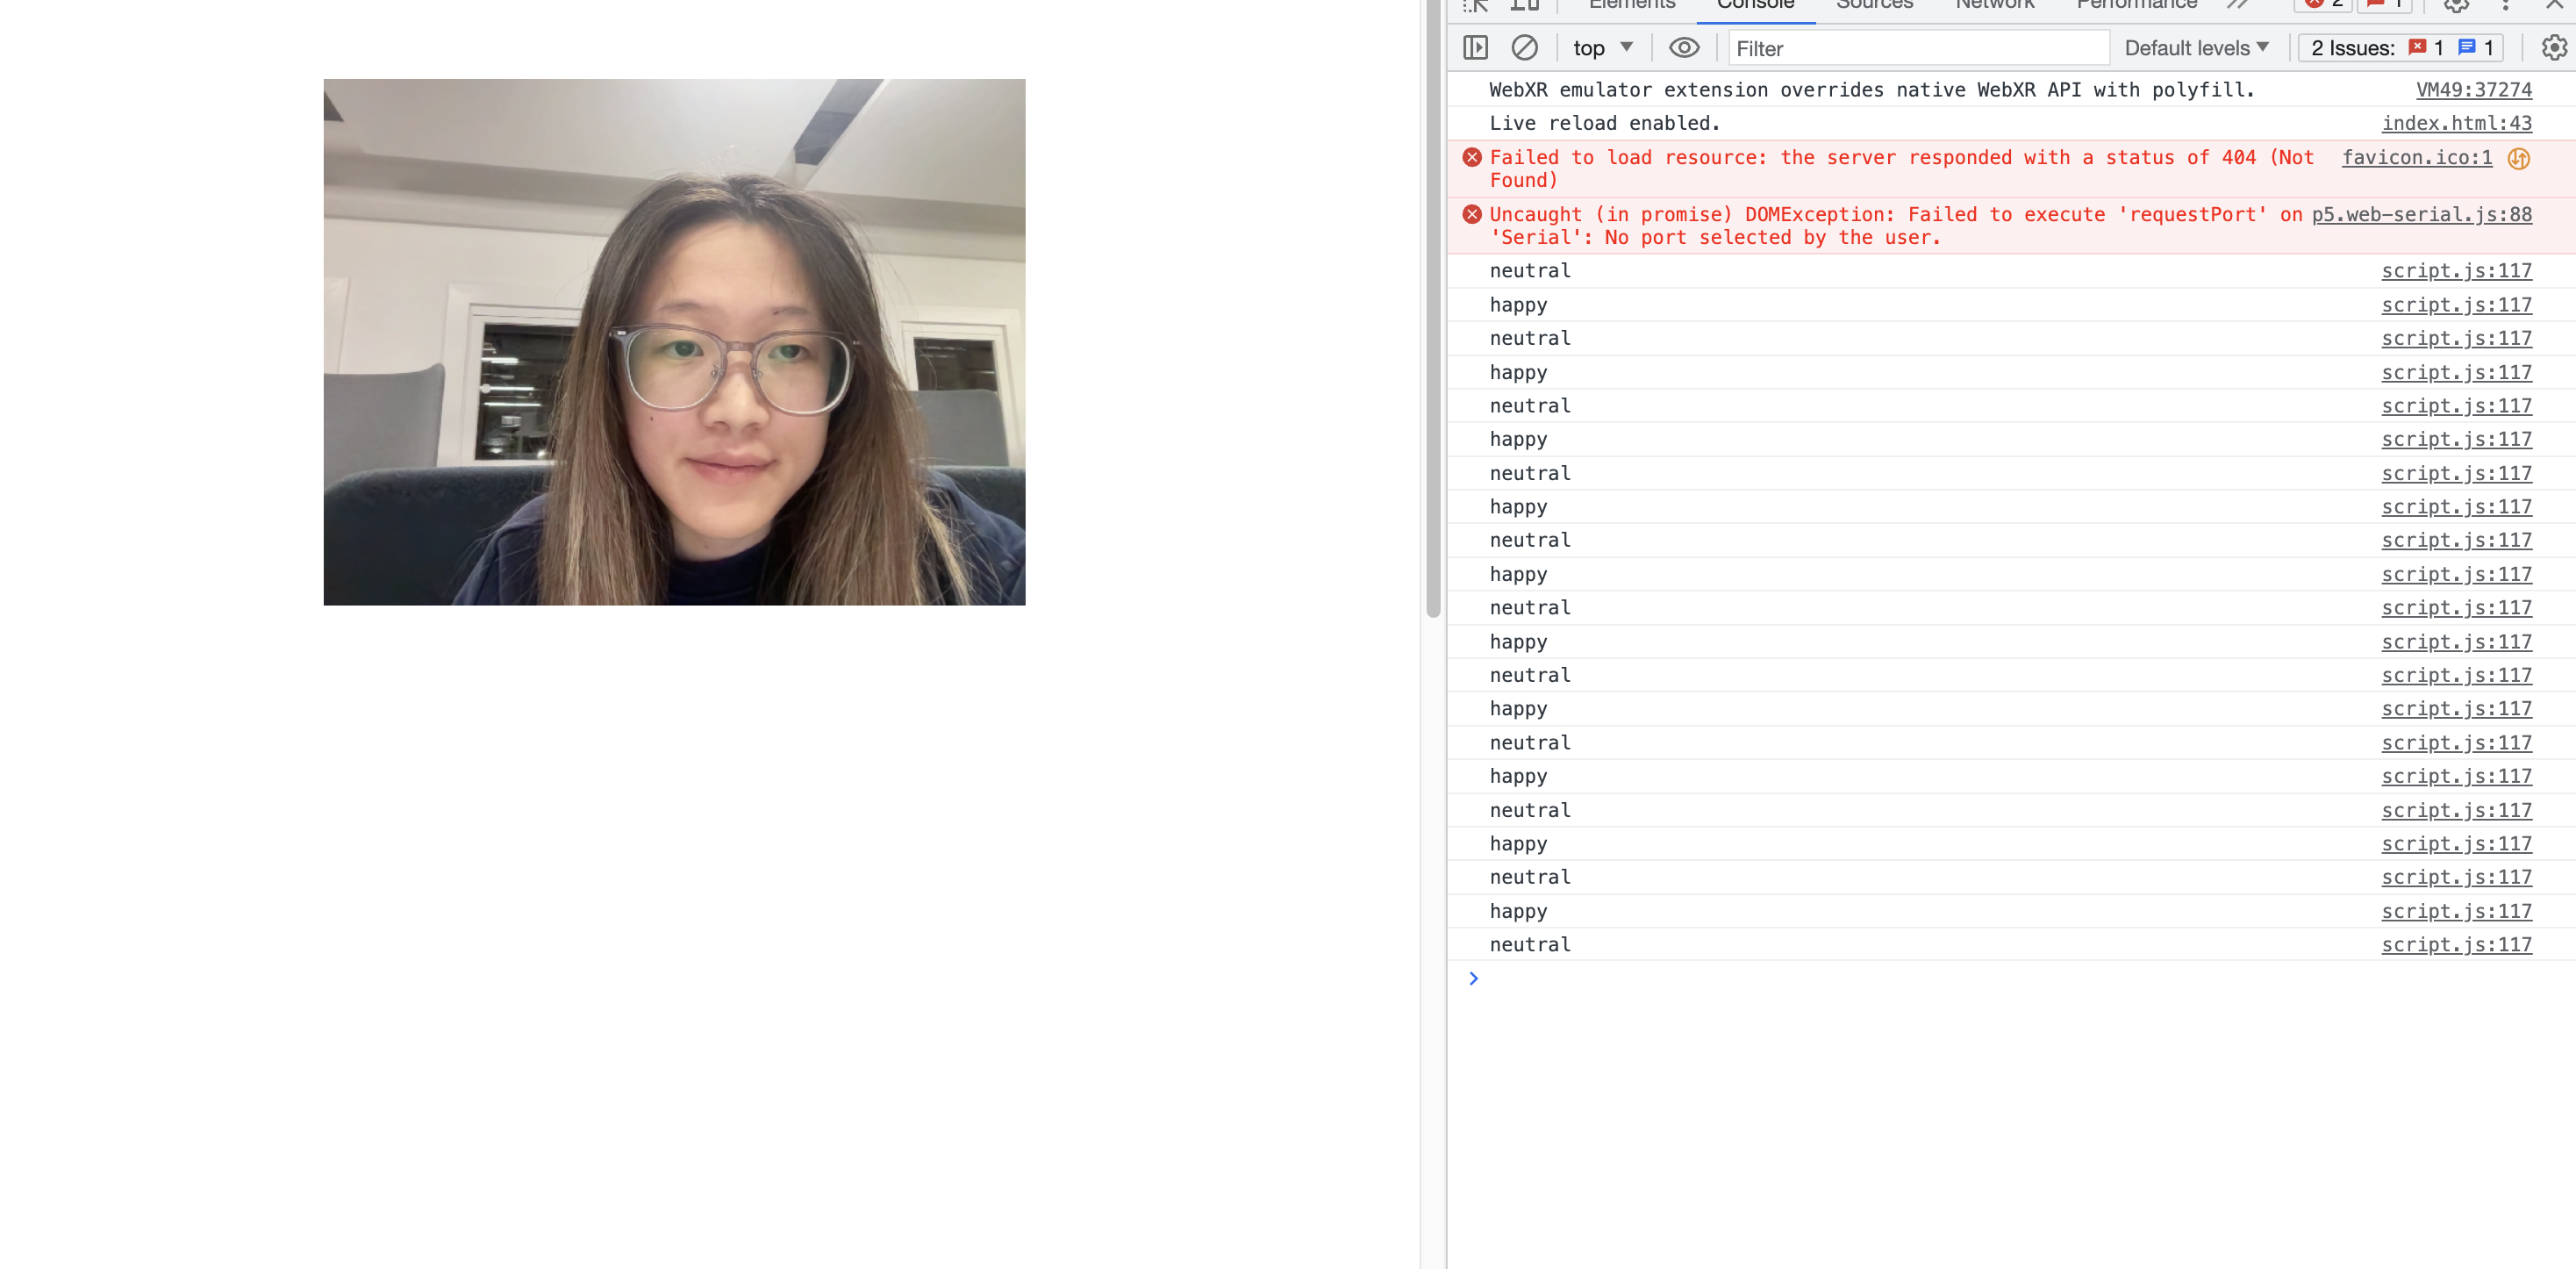 Elements Console Sources Network Performance 2 1
top Filter Default levels 2 Issues: 1 1
WebXR emulator extension overrides native WebXR API with polyfill. VM49:37274
Live reload enabled. index.html:43
Failed to load resource: the server responded with a status of 404 (Not favicon.ico:1
Found)
Uncaught (in promise) DOMException: Failed to execute 'requestPort' on p5.web-serial.js:88
'Serial': No port selected by the user.
neutral script.js:117
happy script.js:117
neutral script.js:117
happy script.js:117
neutral script.js:117
happy script.js:117
neutral script.js:117
happy script.js:117
neutral script.js:117
happy script.js:117
neutral script.js:117
happy script.js:117
neutral script.js:117
happy script.js:117
neutral script.js:117
happy script.js:117
neutral script.js:117
happy script.js:117
neutral script.js:117
happy script.js:117
neutral script.js:117